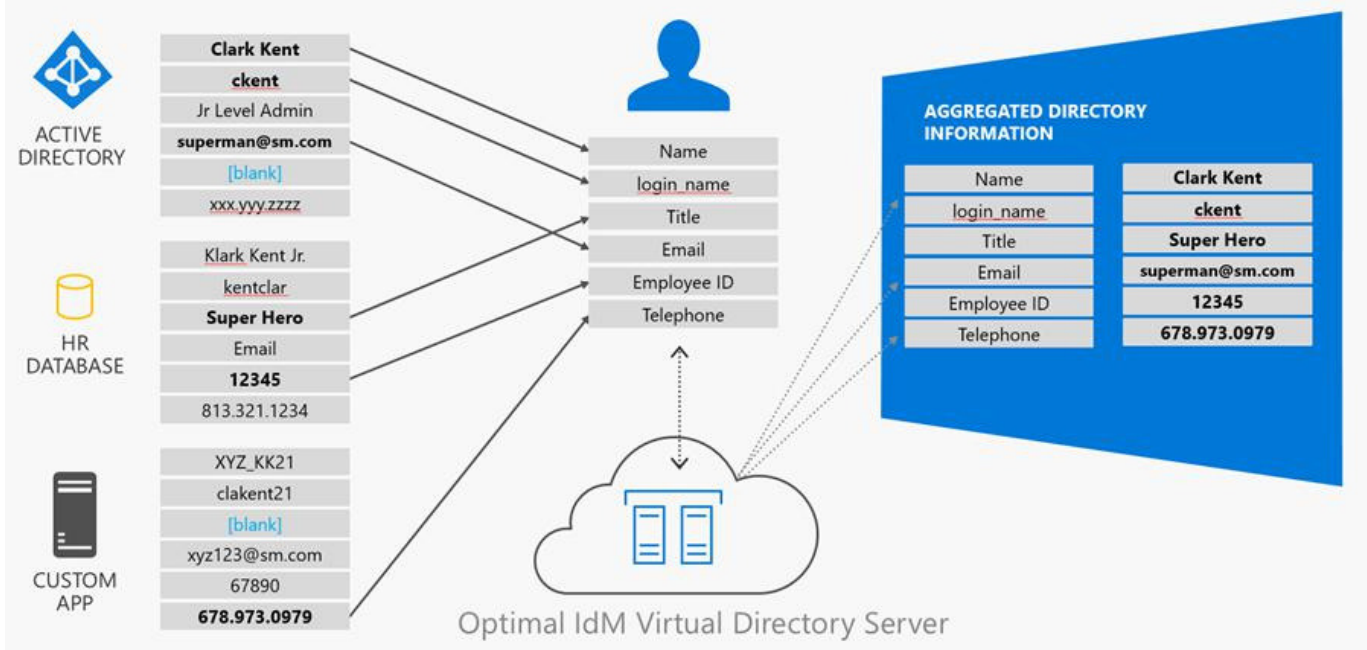 ACTIVE
DIRECTORY
Clark Kent
ckent
Jr Level Admin
superman@sm.com
[blank]
xxx.yyy.zzzz
HR
DATABASE
Klark Kent Jr.
kentclar
Super Hero
Email
12345
813.321.1234
CUSTOM
APP
XYZ_KK21
clakent21
[blank]
xyz123@sm.com
67890
678.973.0979
Name
login_name
Title
Email
Employee ID
Telephone
Optimal IdM Virtual Directory Server
AGGREGATED DIRECTORY
INFORMATION
Name
Clark Kent
login_name
ckent
Title
Super Hero
Email
superman@sm.com
Employee ID
12345
Telephone
678.973.0979